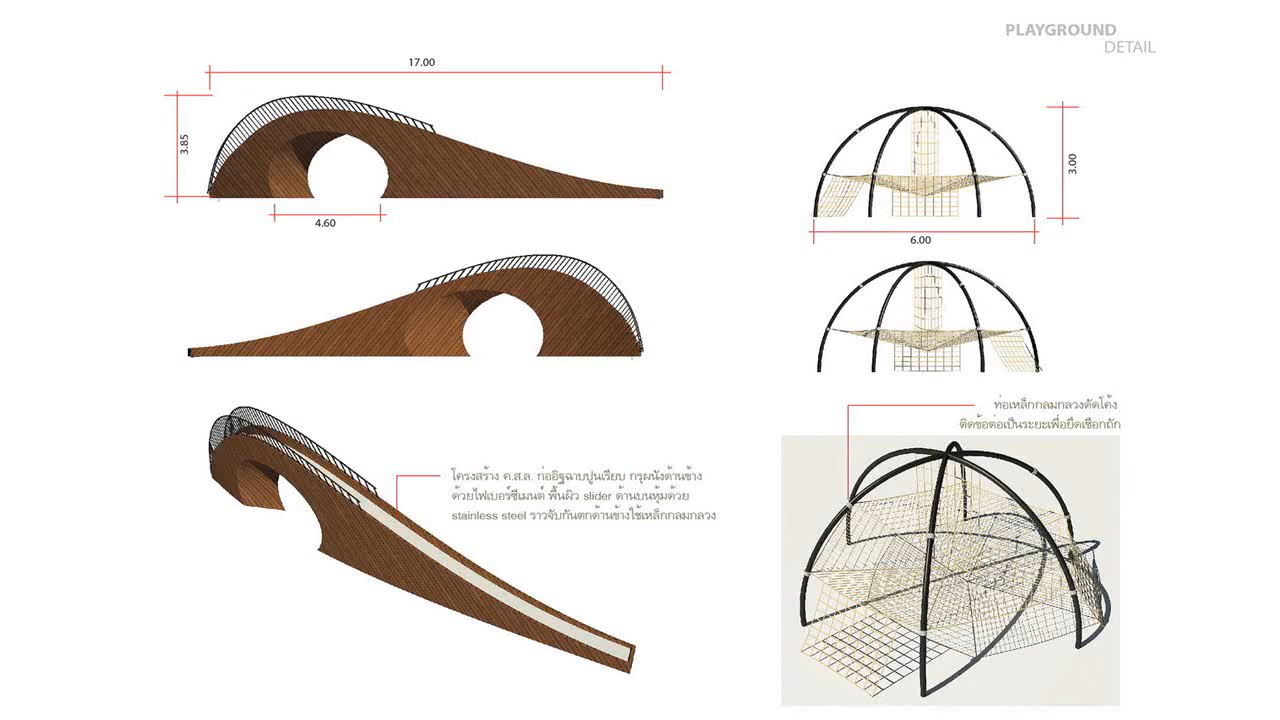 PLAYGROUND
DETAIL
17.00
3.85
4.60
3.00
6.00
ท่อเหล็กกลมกลวงดัดโค้ง
ติดข้อต่อเป็นระยะเพื่อยึดเชือกถัก
โครงสร้าง ค.ส.ล. ก่ออิฐฉาบปูนเรียบ กรุผนังด้านข้าง
ด้วยไฟเบอร์ซีเมนต์ พื้นผิว slider ด้านบนหุ้มด้วย
stainless steel ราวจับกันตกด้านข้างใช้เหล็กกลมกลวง